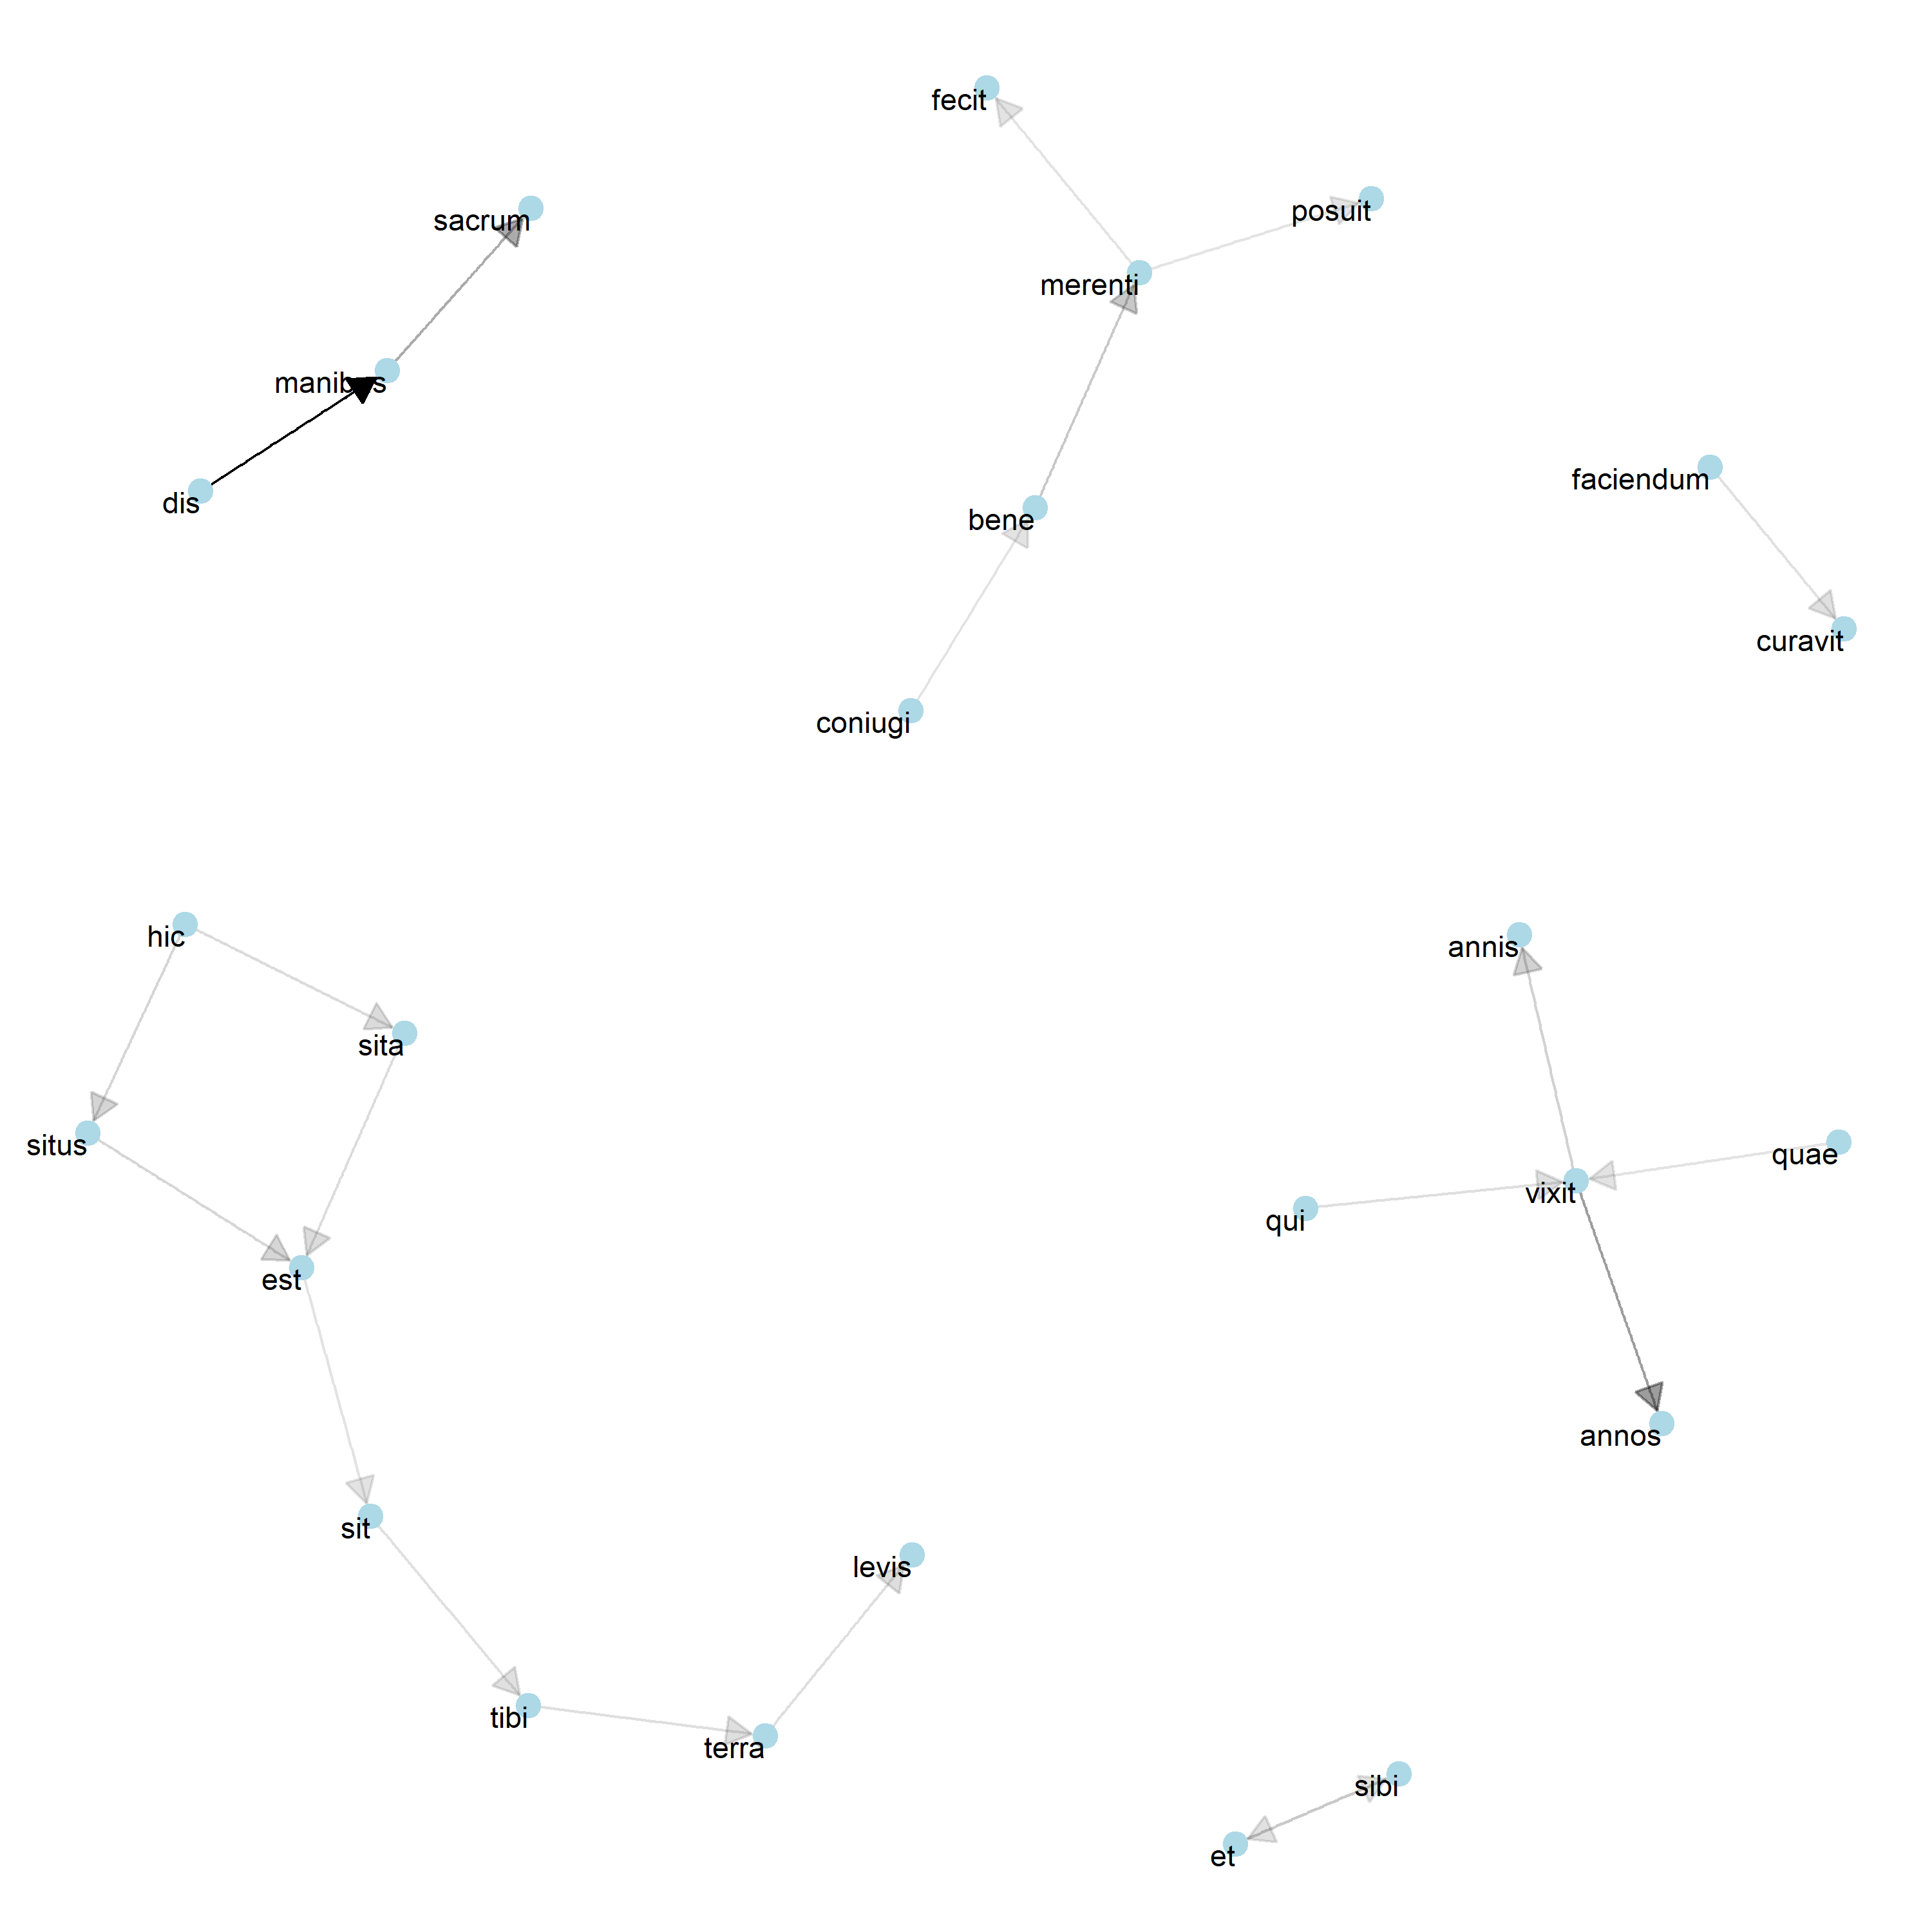 fecit
posuit
sacrum
merenti
manibus
faciendum
dis
bene
curavit
coniugi
hic
annis
sita
situs
quae
vixit
qui
est
annos
sit
levis
tibi
terra
sibi
et